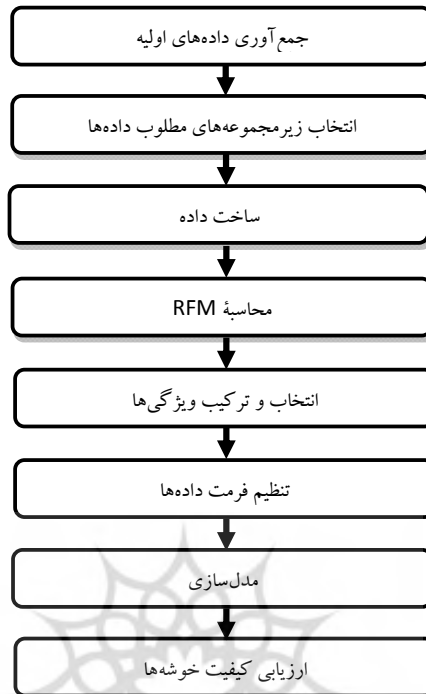 جمع‌آوری داده‌های اولیه
انتخاب زیرمجموعه‌های مطلوب داده‌ها
ساخت داده
محاسبۀ RFM
انتخاب و ترکیب ویژگی‌ها
تنظیم فرمت داده‌ها
مدل‌سازی
ارزیابی کیفیت خوشه‌ها